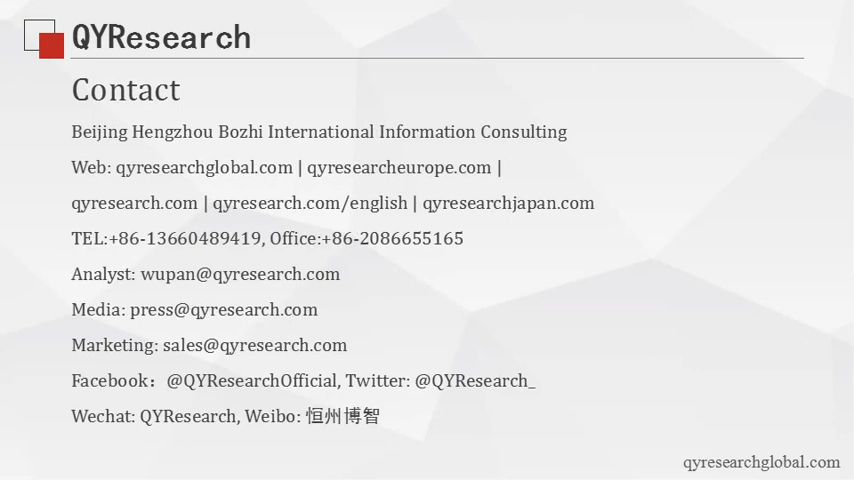 QYResearch
Contact
Beijing Hengzhou Bozhi International Information Consulting
Web: qyresearchglobal.com | qyresearcheurope.com |
qyresearch.com | qyresearch.com/english | qyresearchjapan.com
TEL:+86-13660489419, Office:+86-2086655165
Analyst: wupan@qyresearch.com
Media: press@qyresearch.com
Marketing: sales@qyresearch.com
Facebook：@QYResearchOfficial, Twitter: @QYResearch_
Wechat: QYResearch, Weibo: 恒州博智
qyresearchglobal.com